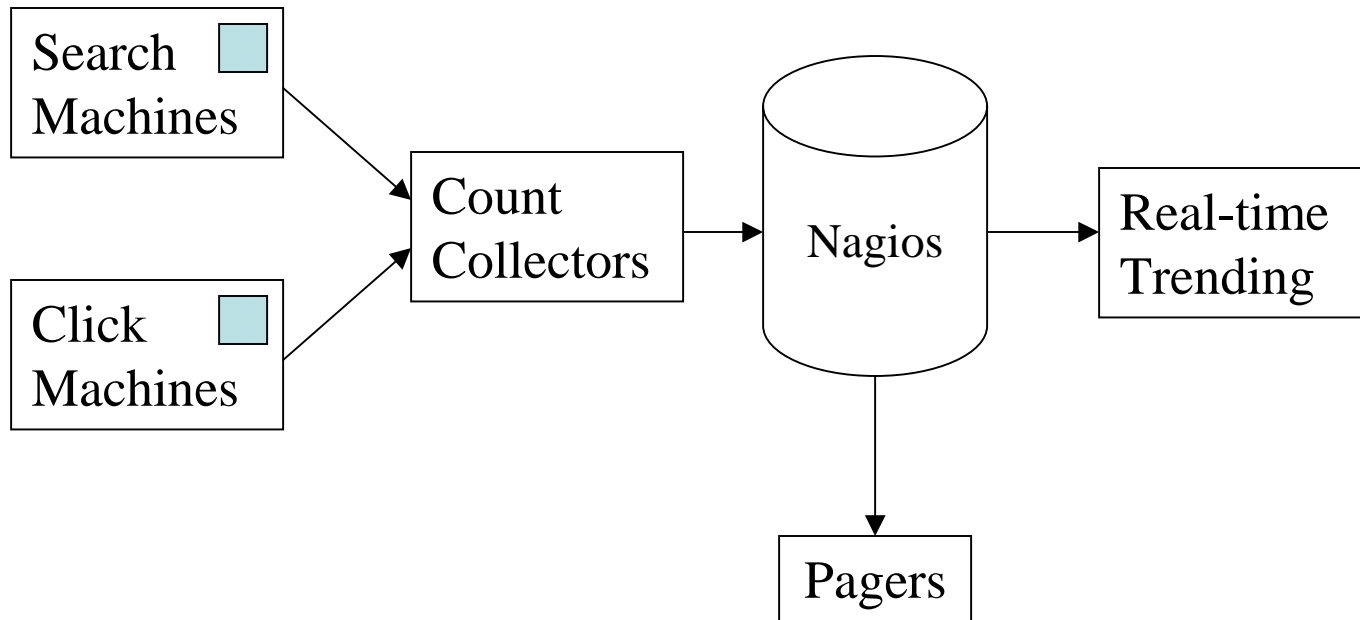 Search
Machines
Click
Machines
Count
Collectors
Nagios
Real-time
Trending
Pagers